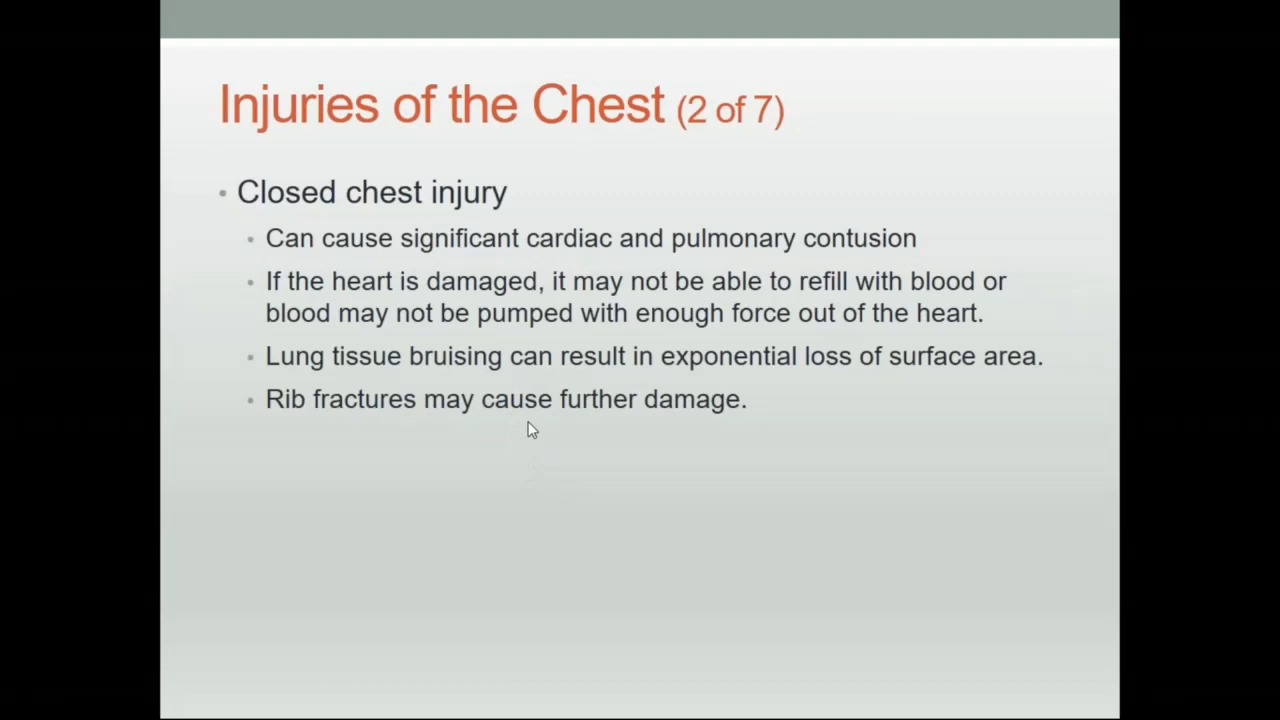 Injuries of the Chest (2 of 7)
• Closed chest injury
• Can cause significant cardiac and pulmonary contusion
• If the heart is damaged, it may not be able to refill with blood or
blood may not be pumped with enough force out of the heart.
• Lung tissue bruising can result in exponential loss of surface area.
• Rib fractures may cause further damage.